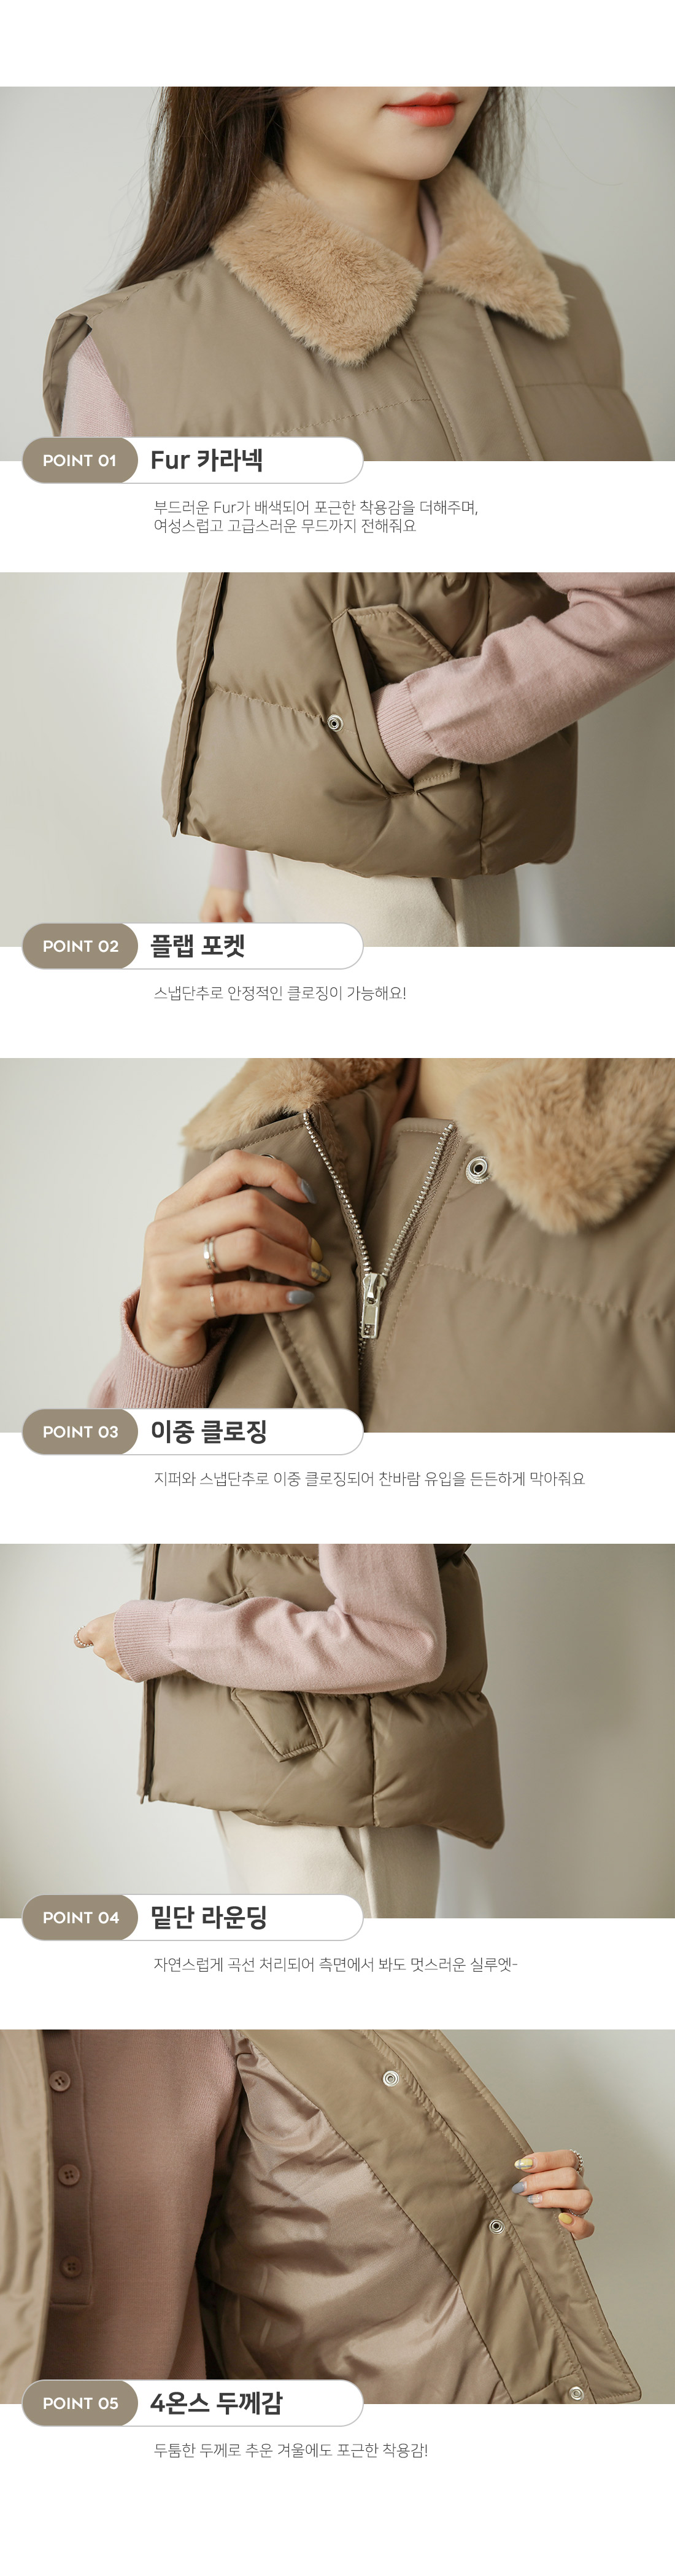 POINT 01
Fur 카라넥
부드러운 Fur가 배색되어 포근한 착용감을 더해주며,
여성스럽고 고급스러운 무드까지 전해줘요
POINT 02
플랩 포켓
스냅단추로 안정적인 클로징이 가능해요!
POINT 03
이중 클로징
지퍼와 스냅단추로 이중 클로징되어 찬바람 유입을 든든하게 막아줘요
POINT 04
밑단 라운딩
자연스럽게 곡선 처리되어 측면에서 봐도 멋스러운 실루엣-
POINT 05
4온스 두께감
두툼한 두께로 추운 겨울에도 포근한 착용감!